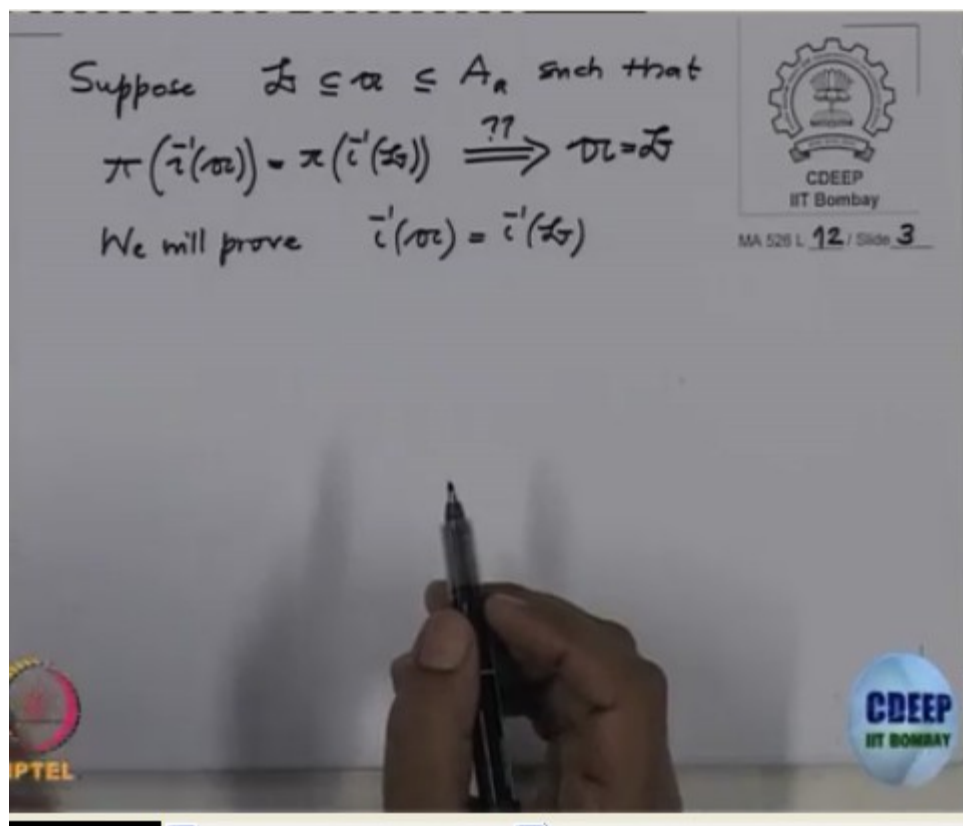 Suppose 𝔟 ⊆ 𝔞 ⊆ A_a such that
π(i⁻¹(𝔞)) = π(i⁻¹(𝔟)) ⟹?? 𝔞 = 𝔟
We will prove i⁻¹(𝔞) = i⁻¹(𝔟)
CDEEP
IIT Bombay
MA 526 L 12 / Slide 3
IPTEL
CDEEP
IIT BOMBAY